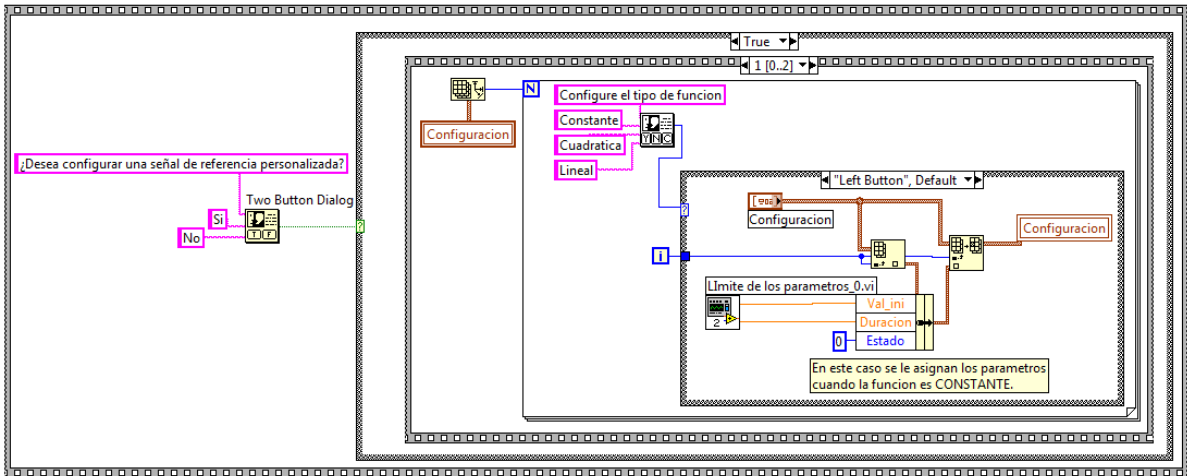 True
1 [0..2]
N
Configure el tipo de funcion
Constante
Cuadratica
Lineal
Y N C
Configuracion
¿Desea configurar una señal de referencia personalizada?
Two Button Dialog
Si
No
T F
?
"Left Button", Default
?
Configuracion
Configuracion
i
LImite de los parametros_0.vi
2
Val_ini
Duracion
0
Estado
En este caso se le asignan los parametros
cuando la funcion es CONSTANTE.